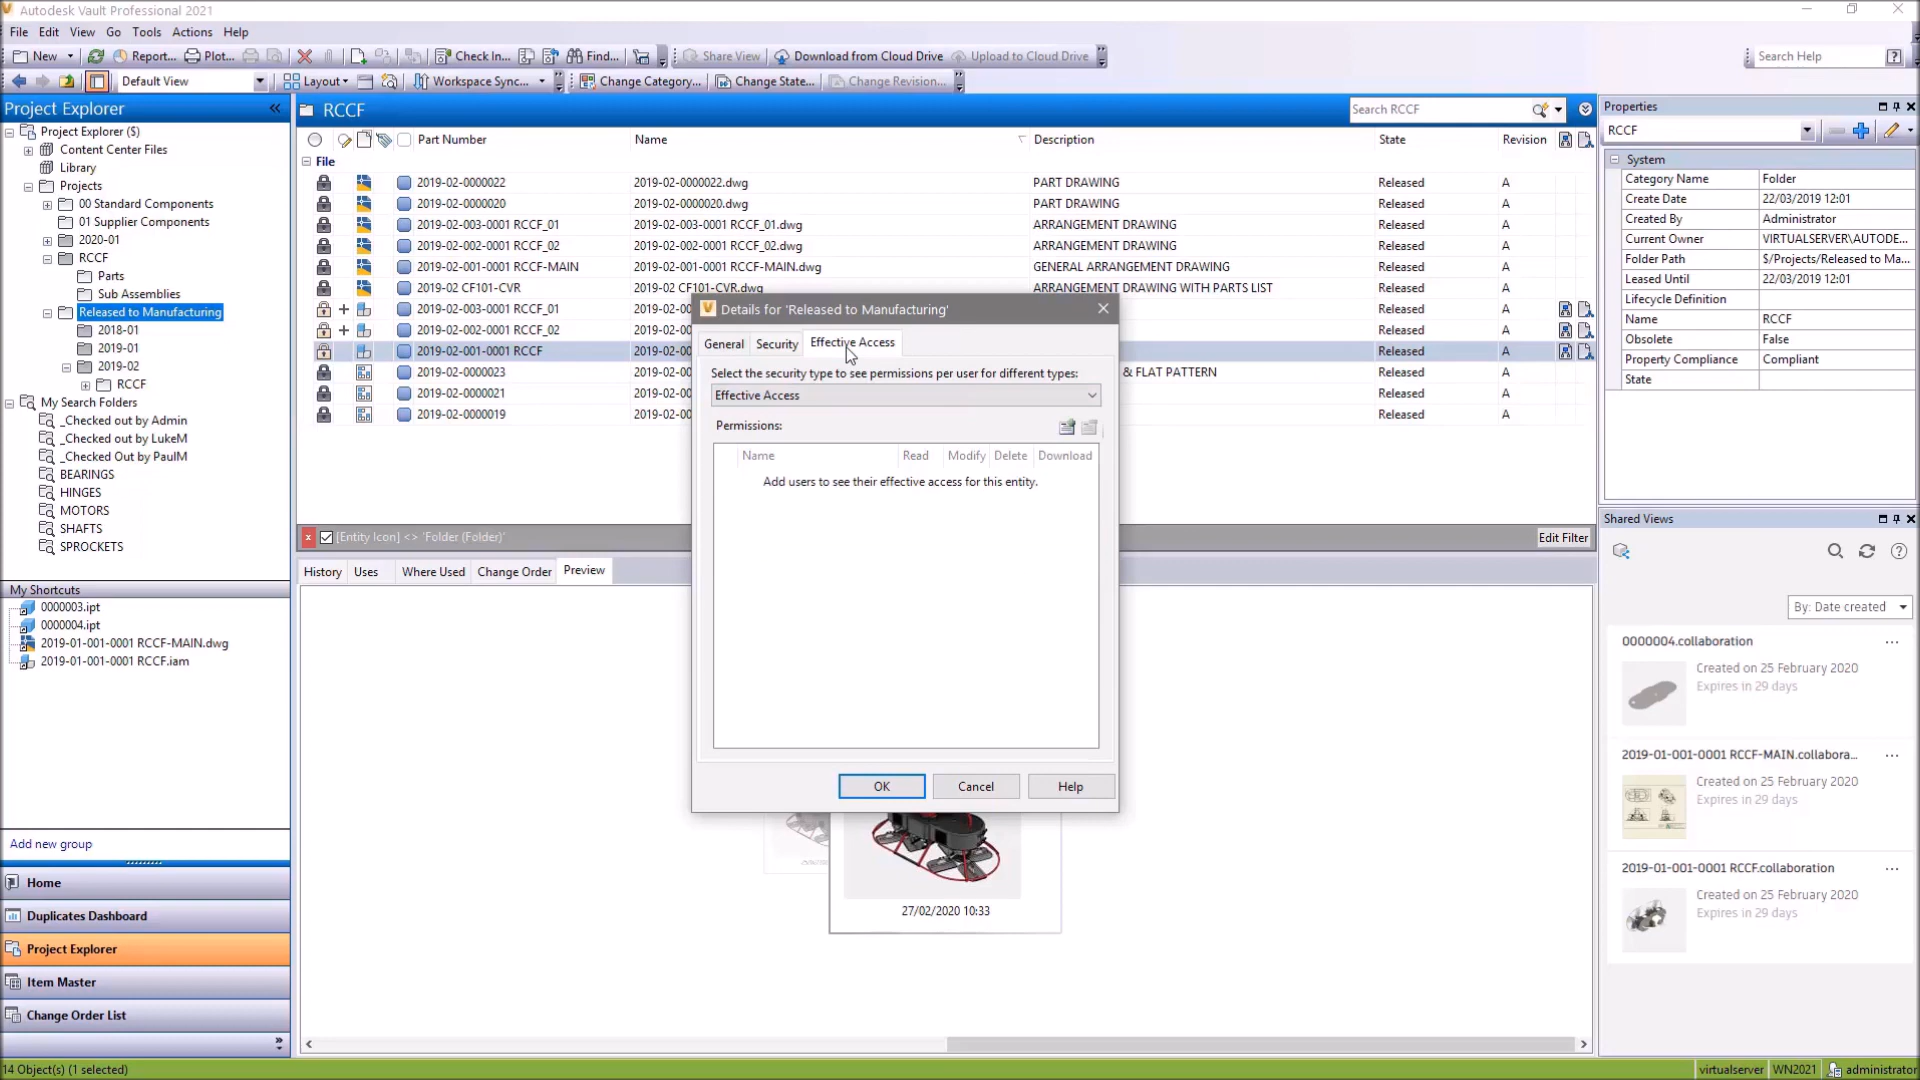 Autodesk Vault Professional 2021
File Edit View Go Tools Actions Help
New Report... Plot... Check In... Find... Share View Download from Cloud Drive Upload to Cloud Drive Search Help
Default View Layout Workspace Sync... Change Category... Change State... Change Revision...
Project Explorer
Project Explorer ($)
Content Center Files
Library
Projects
00 Standard Components
01 Supplier Components
2020-01
RCCF
Parts
Sub Assemblies
Released to Manufacturing
2018-01
2019-01
2019-02
RCCF
My Search Folders
_Checked out by Admin
_Checked out by LukeM
_Checked Out by PaulM
BEARINGS
HINGES
MOTORS
SHAFTS
SPROCKETS
My Shortcuts
0000003.ipt
0000004.ipt
2019-01-001-0001 RCCF-MAIN.dwg
2019-01-001-0001 RCCF.iam
Add new group
Home
Duplicates Dashboard
Project Explorer
Item Master
Change Order List
RCCF Search RCCF
Part Number Name Description State Revision
File
2019-02-0000022 2019-02-0000022.dwg PART DRAWING Released A
2019-02-0000020 2019-02-0000020.dwg PART DRAWING Released A
2019-02-003-0001 RCCF_01 2019-02-003-0001 RCCF_01.dwg ARRANGEMENT DRAWING Released A
2019-02-002-0001 RCCF_02 2019-02-002-0001 RCCF_02.dwg ARRANGEMENT DRAWING Released A
2019-02-001-0001 RCCF-MAIN 2019-02-001-0001 RCCF-MAIN.dwg GENERAL ARRANGEMENT DRAWING Released A
2019-02 CF101-CVR 2019-02 CF101-CVR.dwg ARRANGEMENT DRAWING WITH PARTS LIST Released A
2019-02-003-0001 RCCF_01 2019-02-00 Released A
2019-02-002-0001 RCCF_02 2019-02-00 Released A
2019-02-001-0001 RCCF 2019-02-00 Released A
2019-02-0000023 2019-02-00 & FLAT PATTERN Released A
2019-02-0000021 2019-02-00 Released A
2019-02-0000019 2019-02-00 Released A
[Entity Icon] <> 'Folder (Folder)' Edit Filter
History Uses Where Used Change Order Preview
27/02/2020 10:33
Details for 'Released to Manufacturing'
General Security Effective Access
Select the security type to see permissions per user for different types:
Effective Access
Permissions:
Name Read Modify Delete Download
Add users to see their effective access for this entity.
OK Cancel Help
Properties
RCCF
System
Category Name Folder
Create Date 22/03/2019 12:01
Created By Administrator
Current Owner VIRTUALSERVER\AUTODE...
Folder Path $/Projects/Released to Ma...
Leased Until 22/03/2019 12:01
Lifecycle Definition
Name RCCF
Obsolete False
Property Compliance Compliant
State
Shared Views
By: Date created
0000004.collaboration
Created on 25 February 2020
Expires in 29 days
2019-01-001-0001 RCCF-MAIN.collabora...
Created on 25 February 2020
Expires in 29 days
2019-01-001-0001 RCCF.collaboration
Created on 25 February 2020
Expires in 29 days
14 Object(s) (1 selected) virtualserver WN2021 administrator